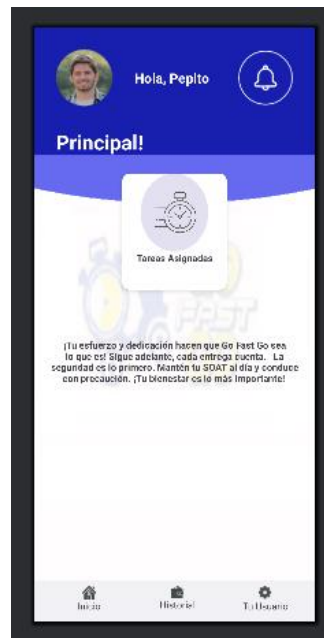 Hola, Pepito
Principal!
Tareas Asignadas
GO
FAST
¡Tu esfuerzo y dedicación hacen que Go Fast Go sea
lo que es! Sigue adelante, cada entrega cuenta. La
seguridad es lo primero. Mantén tu SOAT al día y conduce
con precaución. ¡Tu bienestar es lo más importante!
Inicio
Historial
Tu Usuario